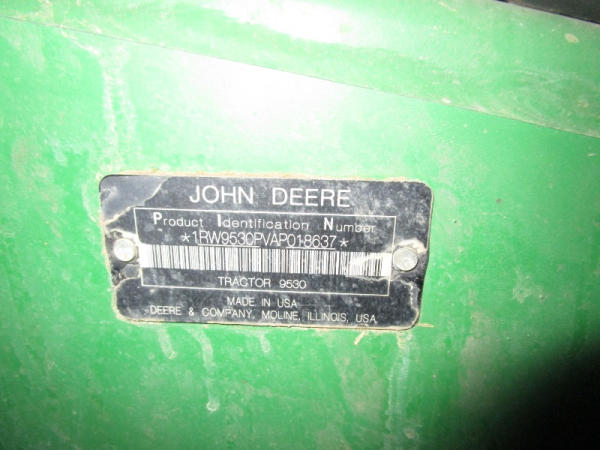 JOHN DEERE
Product Identification Number
*1RW9530PVAP018637*
TRACTOR 9530
MADE IN USA
DEERE & COMPANY, MOLINE, ILLINOIS, USA